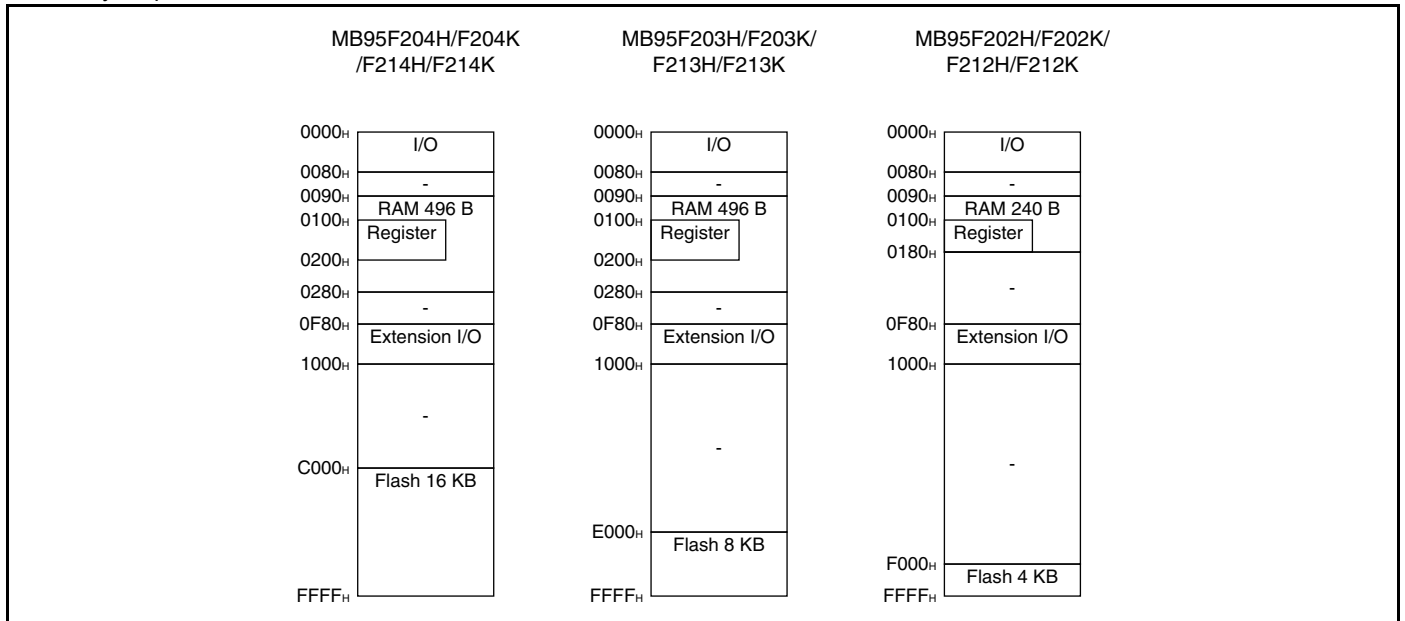 MB95F204H/F204K
/F214H/F214K
0000H
I/O
0080H
-
0090H
RAM 496 B
0100H
Register
0200H
0280H
-
0F80H
Extension I/O
1000H
-
C000H
Flash 16 KB
FFFFH
MB95F203H/F203K/
F213H/F213K
0000H
I/O
0080H
-
0090H
RAM 496 B
0100H
Register
0200H
0280H
-
0F80H
Extension I/O
1000H
-
E000H
Flash 8 KB
FFFFH
MB95F202H/F202K/
F212H/F212K
0000H
I/O
0080H
-
0090H
RAM 240 B
0100H
Register
0180H
-
0F80H
Extension I/O
1000H
-
F000H
Flash 4 KB
FFFFH